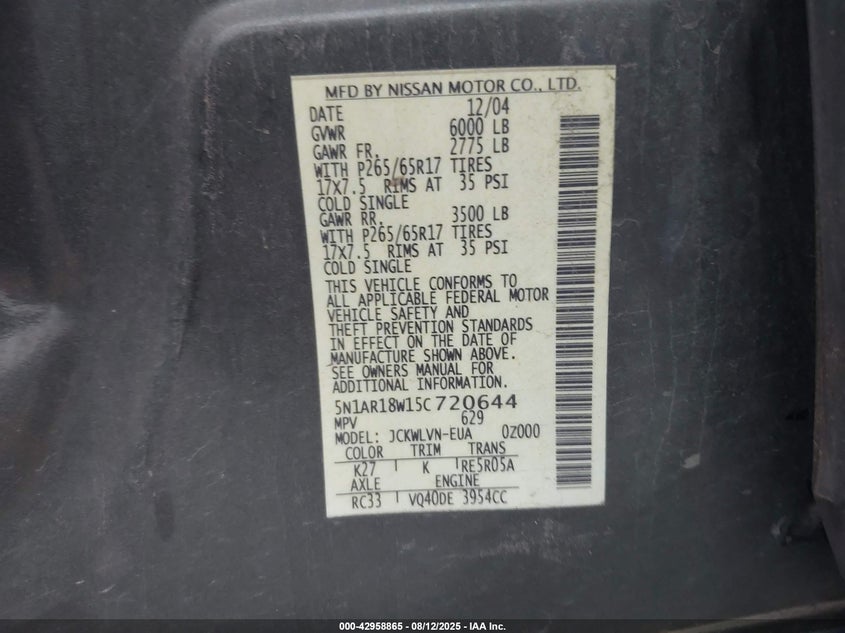 MFD BY NISSAN MOTOR CO., LTD.
DATE 12/04
GVWR 6000 LB
GAWR FR. 2775 LB
WITH P265/65R17 TIRES
17X7.5 RIMS AT 35 PSI
COLD SINGLE
GAWR RR. 3500 LB
WITH P265/65R17 TIRES
17X7.5 RIMS AT 35 PSI
COLD SINGLE
THIS VEHICLE CONFORMS TO
ALL APPLICABLE FEDERAL MOTOR
VEHICLE SAFETY AND
THEFT PREVENTION STANDARDS
IN EFFECT ON THE DATE OF
MANUFACTURE SHOWN ABOVE.
SEE OWNERS MANUAL FOR
ADDITIONAL INFORMATION.
5N1AR18W15C720644
MPV 629
MODEL: JCKWLVN-EUA 0Z000
COLOR TRIM TRANS
K27 K RE5R05A
AXLE ENGINE
RC33 VQ40DE 3954CC
000-42958865 - 08/12/2025 - IAA Inc.